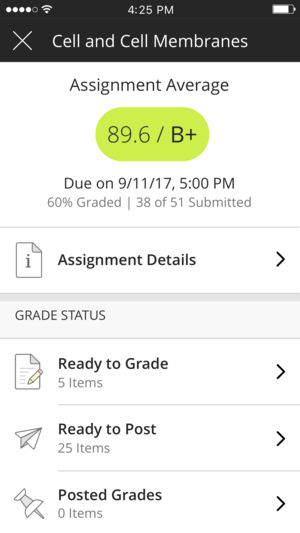 4:25 PM
Cell and Cell Membranes
Assignment Average
89.6 / B+
Due on 9/11/17, 5:00 PM
60% Graded | 38 of 51 Submitted
i
Assignment Details
GRADE STATUS
Ready to Grade
5 Items
Ready to Post
25 Items
Posted Grades
0 Items